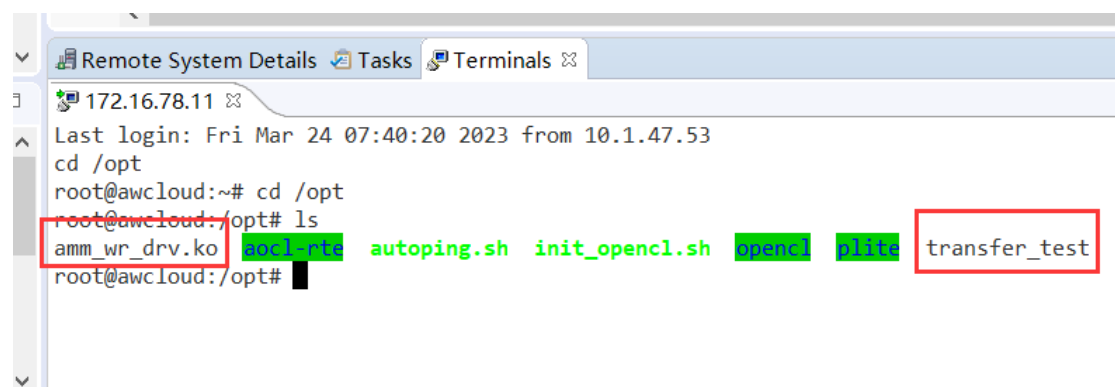 Remote System Details Tasks Terminals
172.16.78.11
Last login: Fri Mar 24 07:40:20 2023 from 10.1.47.53
cd /opt
root@awcloud:~# cd /opt
root@awcloud:/opt# ls
amm_wr_drv.ko aocl-rte autoping.sh init_opencl.sh opencl plite transfer_test
root@awcloud:/opt#